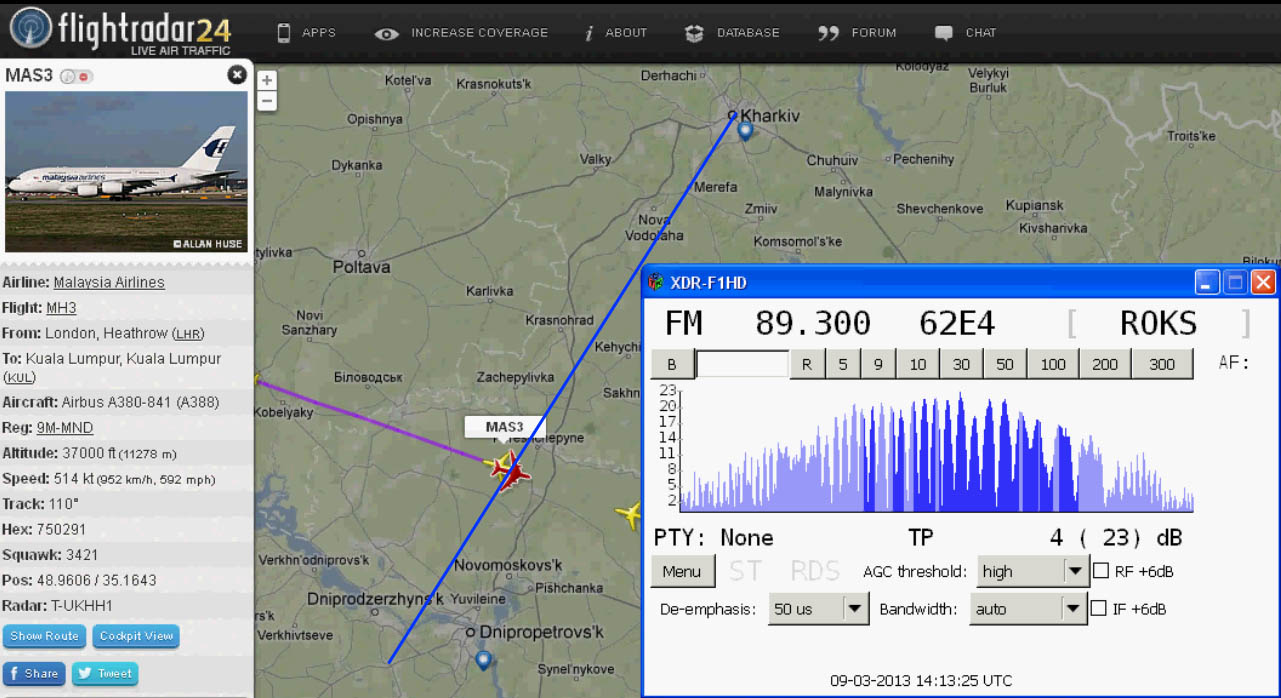 flightradar24
LIVE AIR TRAFFIC
APPS
INCREASE COVERAGE
i ABOUT
DATABASE
FORUM
CHAT
MAS3
malaysia airlines
© ALLAN HUSE
Airline: Malaysia Airlines
Flight: MH3
From: London, Heathrow (LHR)
To: Kuala Lumpur, Kuala Lumpur
(KUL)
Aircraft: Airbus A380-841 (A388)
Reg: 9M-MND
Altitude: 37000 ft (11278 m)
Speed: 514 kt (952 km/h, 592 mph)
Track: 110°
Hex: 750291
Squawk: 3421
Pos: 48.9606 / 35.1643
Radar: T-UKHH1
Show Route
Cockpit View
f Share
Tweet
+
−
Kotel'va
Krasnokuts'k
Derhachi
Kolodyaz
Velykyi
Burluk
Opishnya
Kharkiv
Troits'ke
Dykanka
Valky
Chuhuiv
Pechenihy
Merefa
Malynivka
Zmiiv
Shevchenkove
Kupiansk
Nova
Vodolaha
Kivsharivka
Komsomol's'ke
tylivka
Poltava
Karlivka
Novi
Sanzhary
Krasnohrad
Kehychi
Біловодськ
Zachepylivka
Sakhn
Kobelyaky
MAS3
Verkhn'odniprovs'k
Novomoskovs'k
Pishchanka
Dniprodzerzhyns'k
Yuvileine
rs'k
Verkhivtseve
Dnipropetrovs'k
Synel'nykove
XDR-F1HD
FM 89.300 62E4 [ ROKS ]
B R 5 9 10 30 50 100 200 300 AF:
23
20
17
14
11
8
5
2
PTY: None TP 4 ( 23) dB
Menu ST RDS AGC threshold: high RF +6dB
De-emphasis: 50 us Bandwidth: auto IF +6dB
09-03-2013 14:13:25 UTC